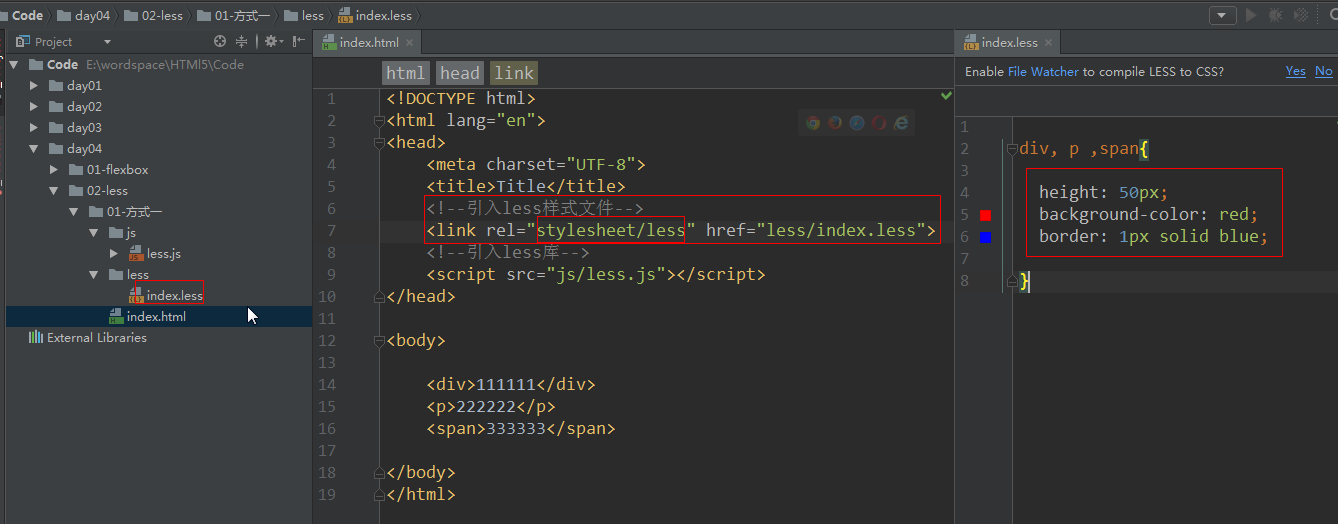 Code day04 02-less 01-方式一 less index.less
Project
Code E:\wordspace\HTMl5\Code
day01
day02
day03
day04
01-flexbox
02-less
01-方式一
js
less.js
less
index.less
index.html
External Libraries
index.html
html head link
1 <!DOCTYPE html>
2 <html lang="en">
3 <head>
4 <meta charset="UTF-8">
5 <title>Title</title>
6 <!--引入less样式文件-->
7 <link rel="stylesheet/less" href="less/index.less">
8 <!--引入less库-->
9 <script src="js/less.js"></script>
10 </head>
11
12 <body>
13
14 <div>111111</div>
15 <p>222222</p>
16 <span>333333</span>
17
18 </body>
19 </html>
index.less
Enable File Watcher to compile LESS to CSS? Yes No
1
2 div, p ,span{
3
4 height: 50px;
5 background-color: red;
6 border: 1px solid blue;
7
8 }